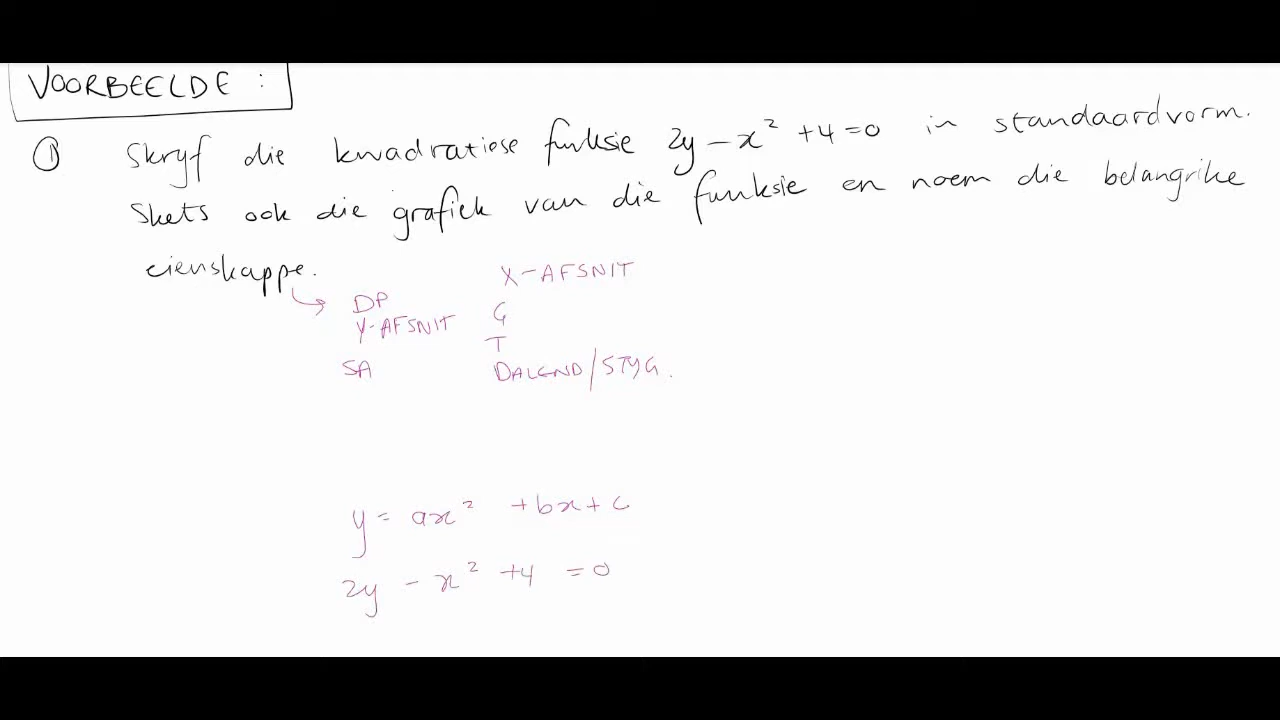 VOORBEELDE :
① Skryf die kwadratiese funksie 2y - x² + 4 = 0 in standaardvorm.
Skets ook die grafiek van die funksie en noem die belangrike
eienskappe.
X-AFSNIT
DP
G
Y-AFSNIT
T
SA
DALEND/STYG.
y = ax² + bx + c
2y - x² + 4 = 0